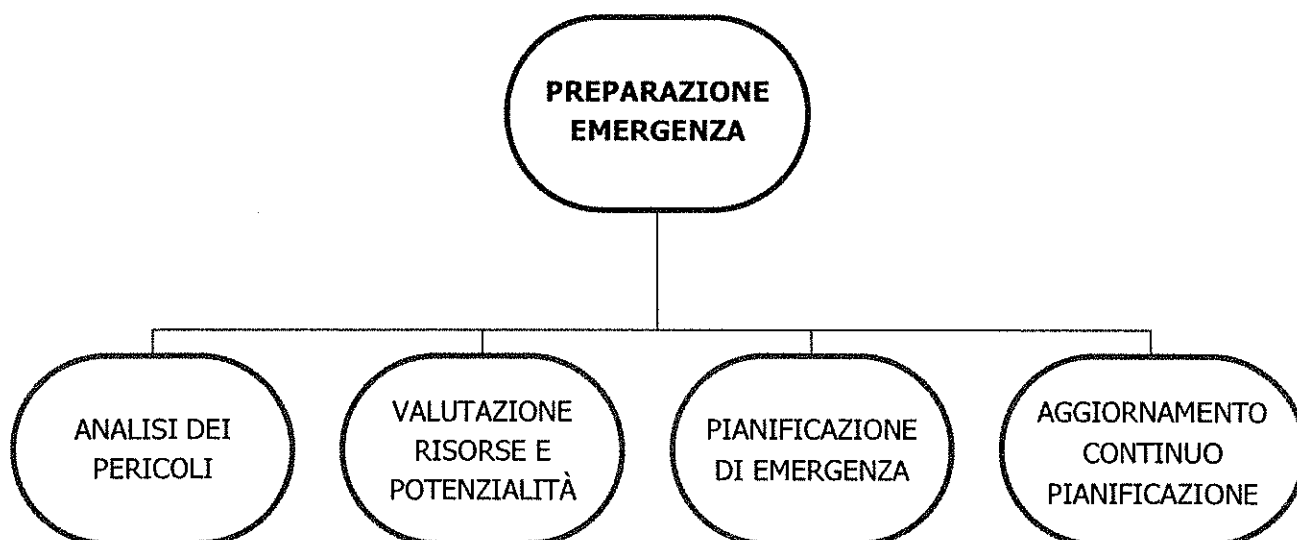 PREPARAZIONE
EMERGENZA
ANALISI DEI
PERICOLI
VALUTAZIONE
RISORSE E
POTENZIALITÀ
PIANIFICAZIONE
DI EMERGENZA
AGGIORNAMENTO
CONTINUO
PIANIFICAZIONE